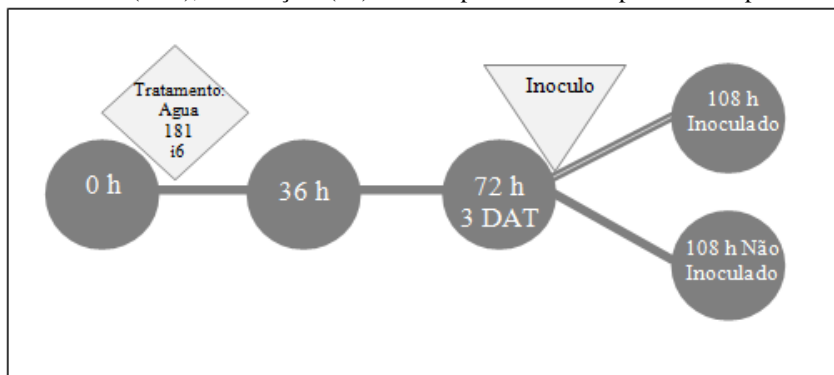 Tratamento:
Agua
181
i6
0 h
36 h
72 h
3 DAT
Inoculo
108 h
Inoculado
108 h Não
Inoculado